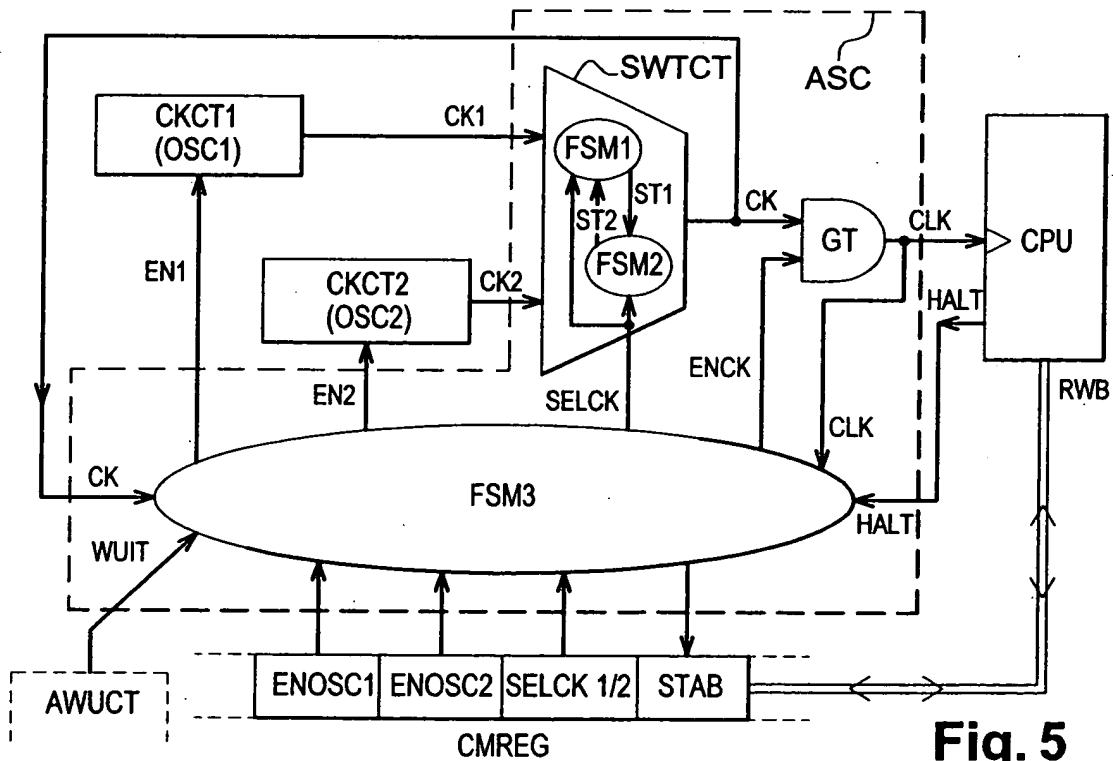 SWTCT
ASC
CKCT1
(OSC1)
CK1
FSM1
ST1
ST2
FSM2
CK
GT
CLK
CPU
EN1
CKCT2
(OSC2)
CK2
HALT
EN2
SELCK
ENCK
CLK
RWB
CK
FSM3
HALT
WUIT
AWUCT
ENOSC1
ENOSC2
SELCK 1/2
STAB
CMREG
Fig. 5